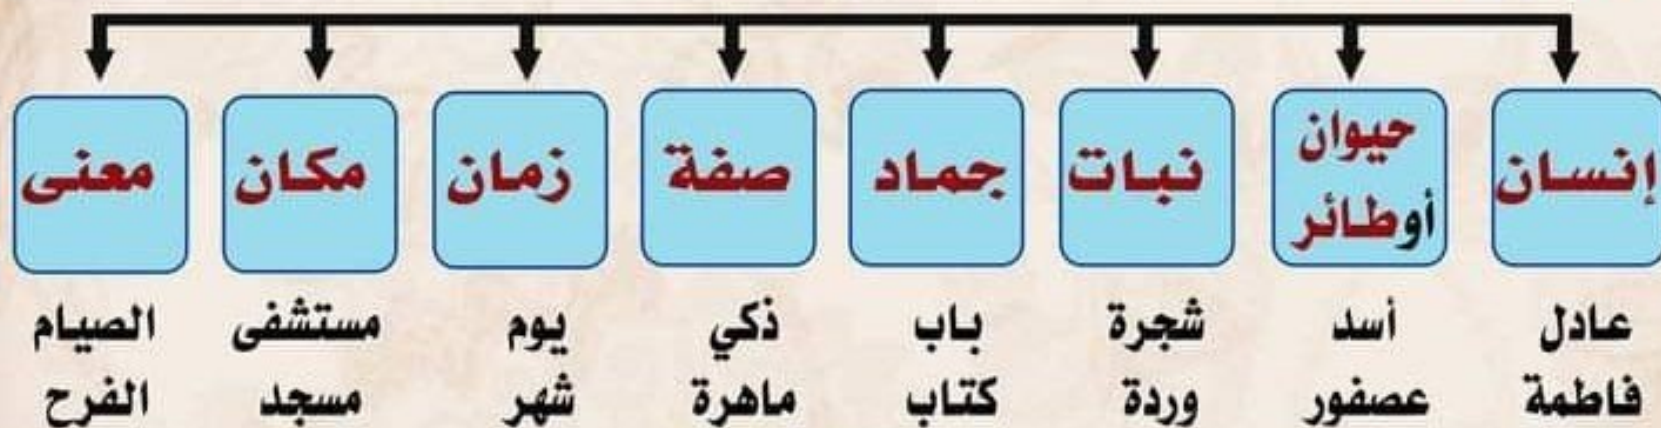 إنسان
حيوان
أوطائر
نبات
جماد
صفة
زمان
مكان
معنى
عادل
أسد
شجرة
باب
ذكي
يوم
مستشفى
الصيام
فاطمة
عصفور
وردة
كتاب
ماهرة
شهر
مسجد
الفرح